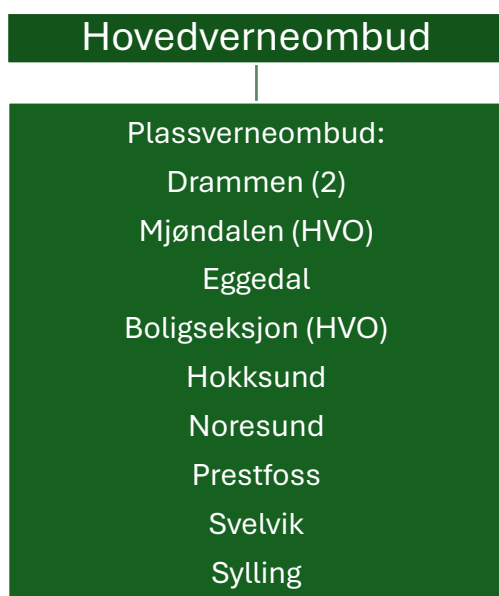 Hovedverneombud
Plassverneombud:
Drammen (2)
Mjøndalen (HVO)
Eggedal
Boligseksjon (HVO)
Hokksund
Noresund
Prestfoss
Svelvik
Sylling